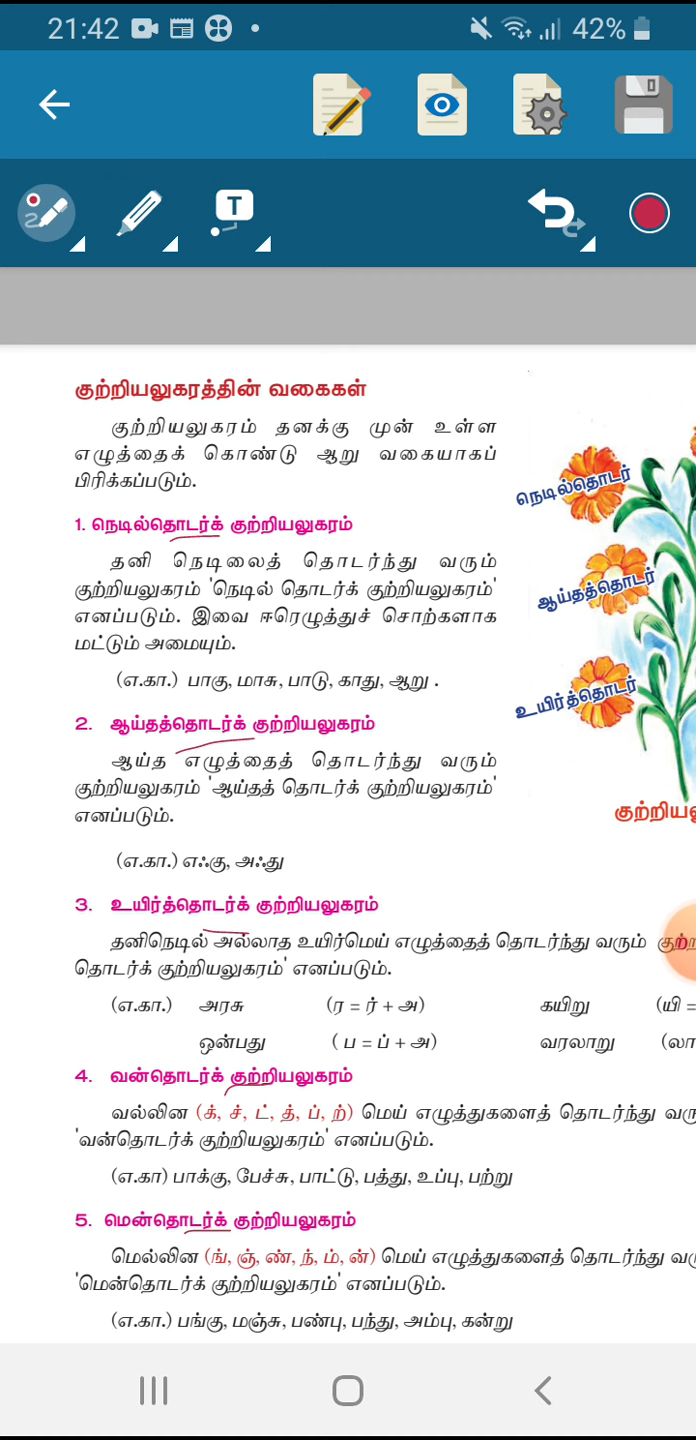 21:42
42%
T
குற்றியலுகரத்தின் வகைகள்
குற்றியலுகரம் தனக்கு முன் உள்ள
எழுத்தைக் கொண்டு ஆறு வகையாகப்
பிரிக்கப்படும்.
1. நெடில்தொடர்க் குற்றியலுகரம்
தனி நெடிலைத் தொடர்ந்து வரும்
குற்றியலுகரம் 'நெடில் தொடர்க் குற்றியலுகரம்'
எனப்படும். இவை ஈரெழுத்துச் சொற்களாக
மட்டும் அமையும்.
(எ.கா.) பாகு, மாசு, பாடு, காது, ஆறு .
2. ஆய்தத்தொடர்க் குற்றியலுகரம்
ஆய்த எழுத்தைத் தொடர்ந்து வரும்
குற்றியலுகரம் 'ஆய்தத் தொடர்க் குற்றியலுகரம்'
எனப்படும்.
(எ.கா.) எஃகு, அஃது
நெடில்தொடர்
ஆய்தத்தொடர்
உயிர்த்தொடர்
குற்றியலு
3. உயிர்த்தொடர்க் குற்றியலுகரம்
தனிநெடில் அல்லாத உயிர்மெய் எழுத்தைத் தொடர்ந்து வரும் குற்ற
தொடர்க் குற்றியலுகரம்' எனப்படும்.
(எ.கா.) அரசு (ர = ர் + அ) கயிறு (யி =
ஒன்பது ( ப = ப் + அ) வரலாறு (லா
4. வன்தொடர்க் குற்றியலுகரம்
வல்லின (க், ச், ட், த், ப், ற்) மெய் எழுத்துகளைத் தொடர்ந்து வரு
'வன்தொடர்க் குற்றியலுகரம்' எனப்படும்.
(எ.கா) பாக்கு, பேச்சு, பாட்டு, பத்து, உப்பு, பற்று
5. மென்தொடர்க் குற்றியலுகரம்
மெல்லின (ங், ஞ், ண், ந், ம், ன்) மெய் எழுத்துகளைத் தொடர்ந்து வரு
'மென்தொடர்க் குற்றியலுகரம்' எனப்படும்.
(எ.கா.) பங்கு, மஞ்சு, பண்பு, பந்து, அம்பு, கன்று